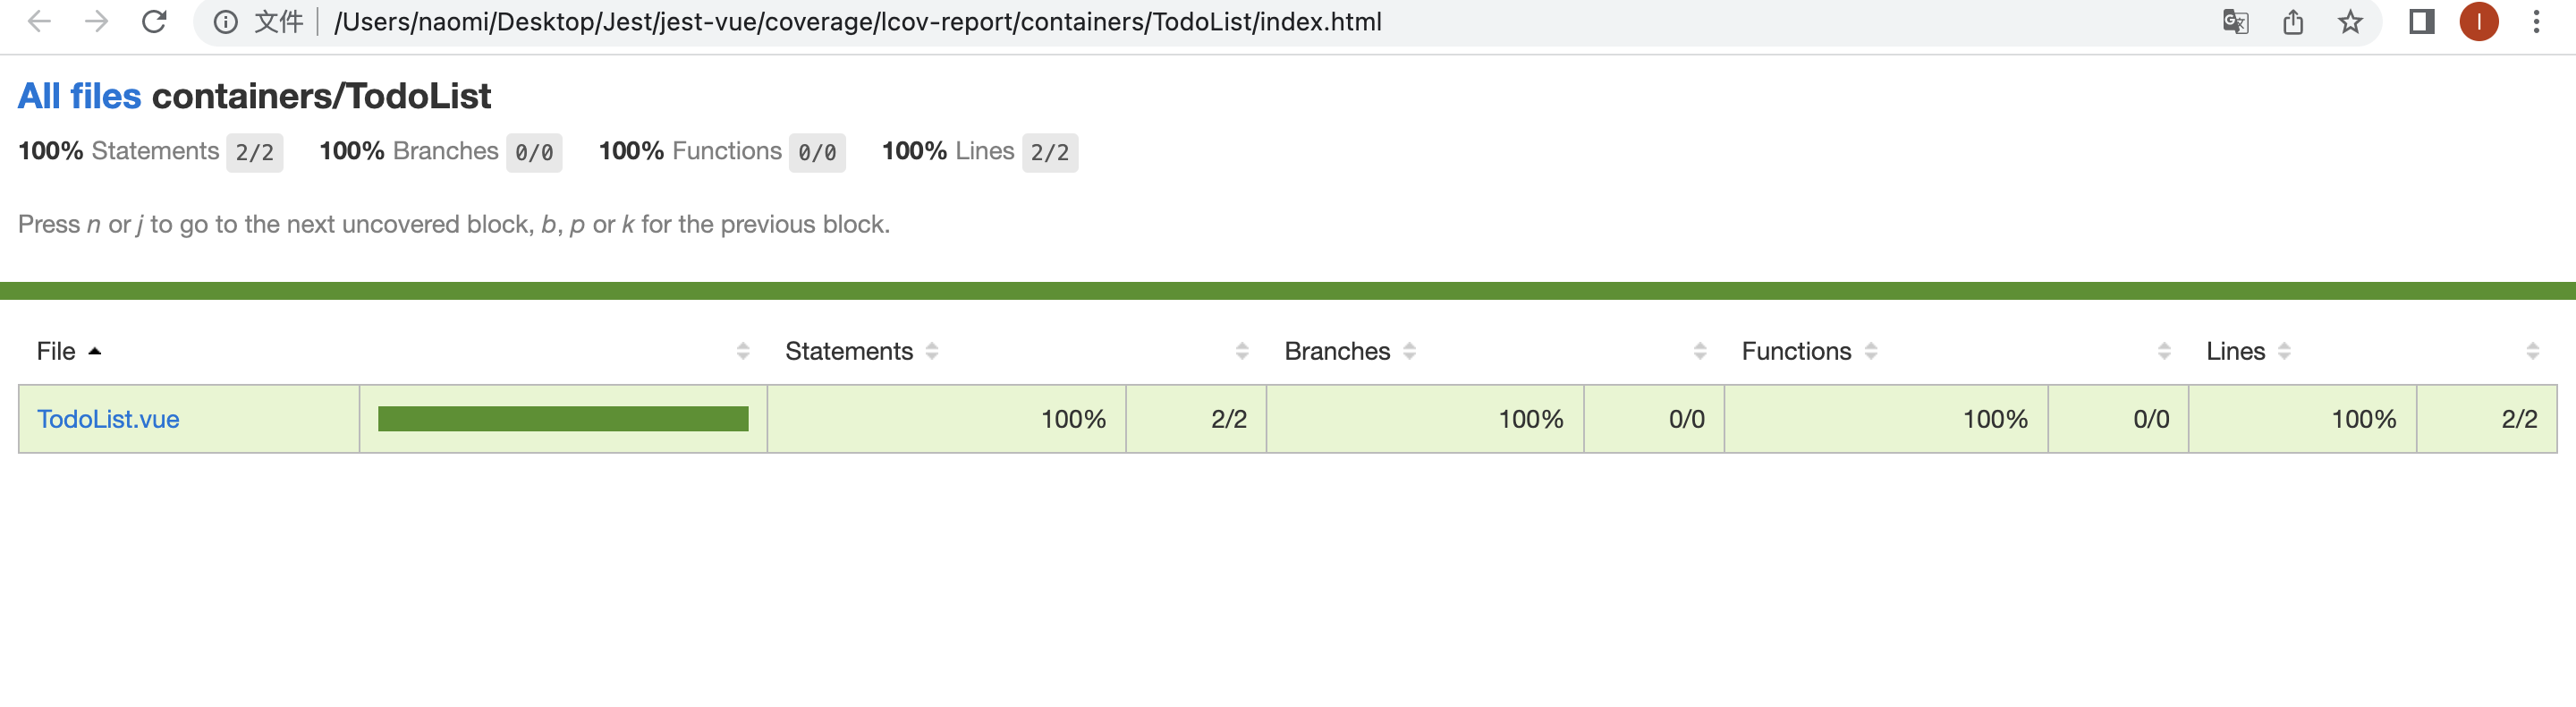 文件 /Users/naomi/Desktop/Jest/jest-vue/coverage/lcov-report/containers/TodoList/index.html I
All files containers/TodoList
100% Statements 2/2 100% Branches 0/0 100% Functions 0/0 100% Lines 2/2
Press n or j to go to the next uncovered block, b, p or k for the previous block.
File Statements Branches Functions Lines
TodoList.vue 100% 2/2 100% 0/0 100% 0/0 100% 2/2